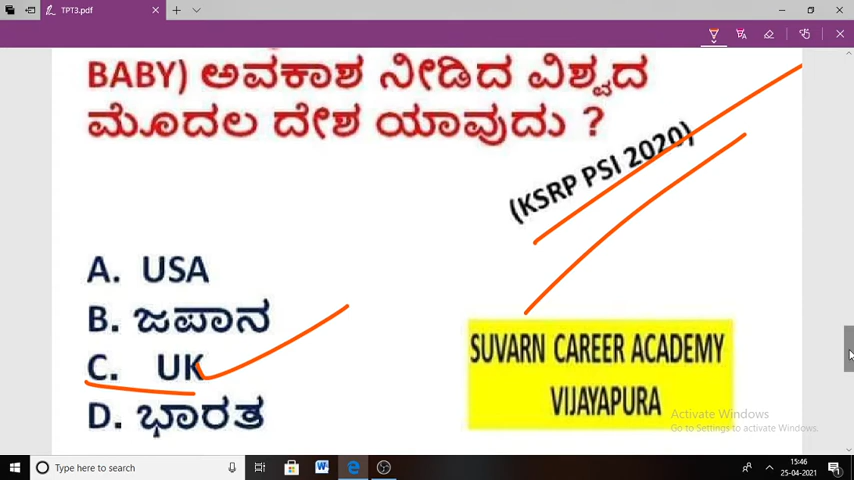 TPT3.pdf
BABY) ಅವಕಾಶ ನೀಡಿದ ವಿಶ್ವದ
ಮೊದಲ ದೇಶ ಯಾವುದು ?
(KSRP PSI 2020)
A. USA
B. ಜಪಾನ
C. UK
D. ಭಾರತ
SUVARN CAREER ACADEMY
VIJAYAPURA
Activate Windows
Go to Settings to activate Windows.
Type here to search
15:46
25-04-2021